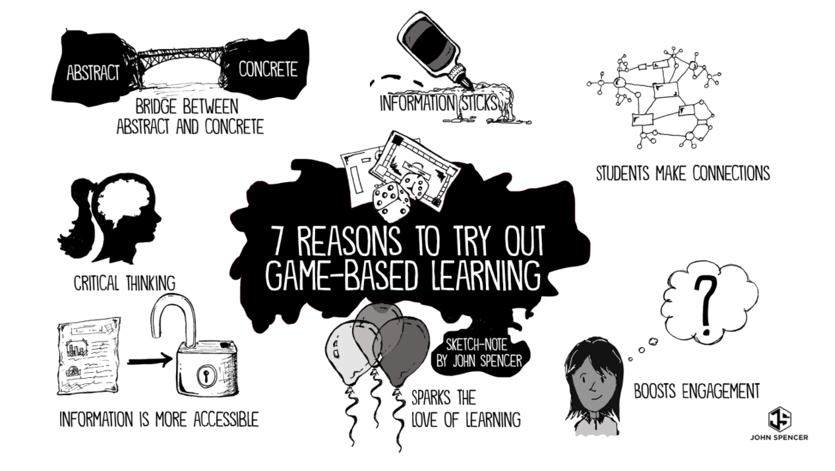 ABSTRACT
CONCRETE
BRIDGE BETWEEN
ABSTRACT AND CONCRETE
INFORMATION STICKS
STUDENTS MAKE CONNECTIONS
CRITICAL THINKING
7 REASONS TO TRY OUT
GAME-BASED LEARNING
SKETCH-NOTE
BY JOHN SPENCER
INFORMATION IS MORE ACCESSIBLE
SPARKS THE
LOVE OF LEARNING
?
BOOSTS ENGAGEMENT
JS
JOHN SPENCER